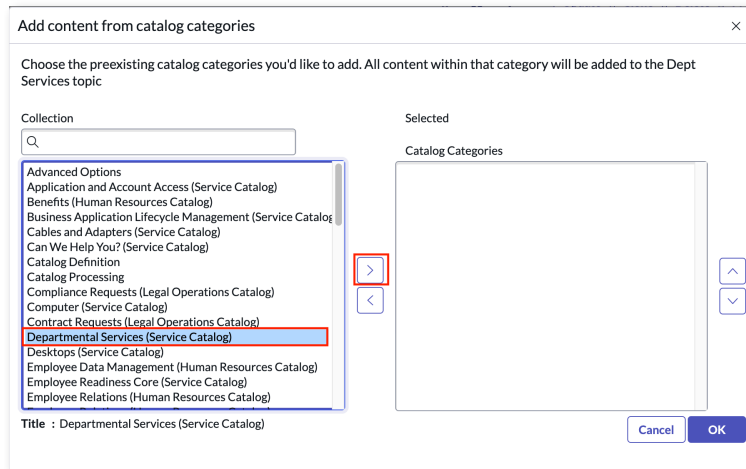 Add content from catalog categories
Choose the preexisting catalog categories you'd like to add. All content within that category will be added to the Dept
Services topic
Collection
Selected
Catalog Categories
Advanced Options
Application and Account Access (Service Catalog)
Benefits (Human Resources Catalog)
Business Application Lifecycle Management (Service Catalog
Cables and Adapters (Service Catalog)
Can We Help You? (Service Catalog)
Catalog Definition
Catalog Processing
Compliance Requests (Legal Operations Catalog)
Computer (Service Catalog)
Contract Requests (Legal Operations Catalog)
Departmental Services (Service Catalog)
Desktops (Service Catalog)
Employee Data Management (Human Resources Catalog)
Employee Readiness Core (Service Catalog)
Employee Relations (Human Resources Catalog)
Title : Departmental Services (Service Catalog)
Cancel
OK